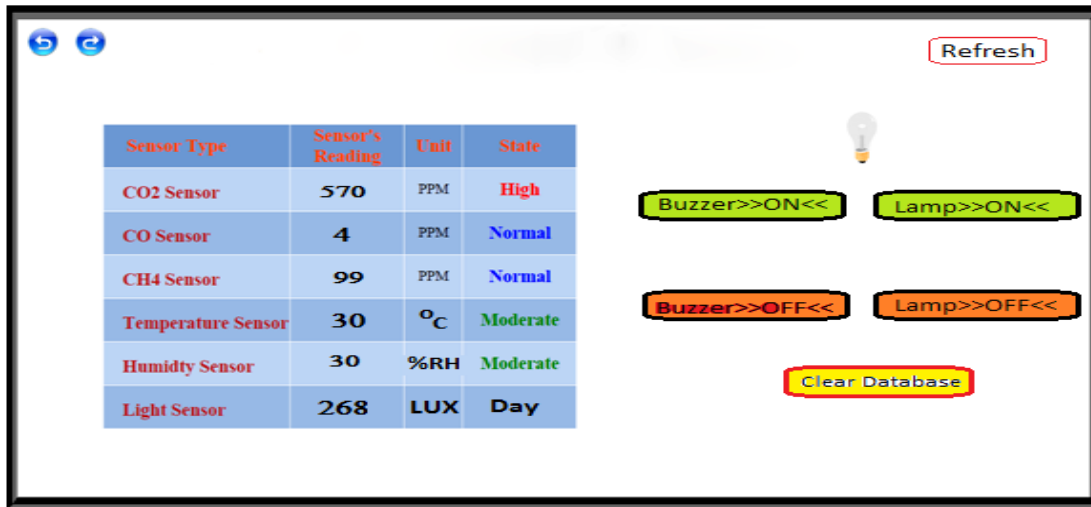 Refresh
Sensor Type Sensor's Reading Unit State
CO2 Sensor 570 PPM High
CO Sensor 4 PPM Normal
CH4 Sensor 99 PPM Normal
Temperature Sensor 30 °C Moderate
Humidty Sensor 30 %RH Moderate
Light Sensor 268 LUX Day
Buzzer>>ON<< Lamp>>ON<<
Buzzer>>OFF<< Lamp>>OFF<<
Clear Database